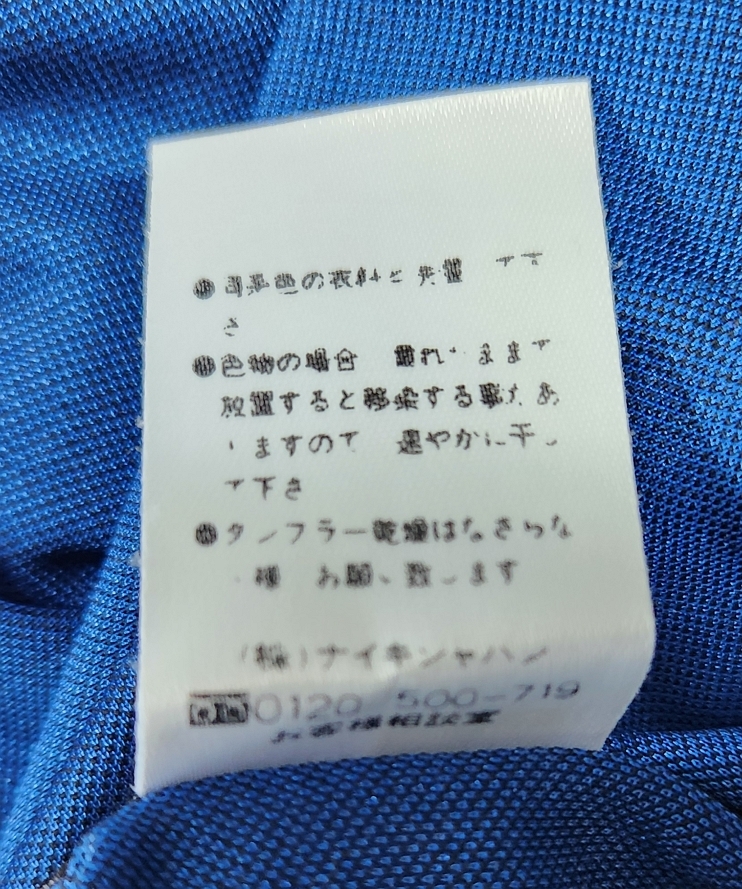 ●同系色の衣料と洗濯 下
さ
●色物の場合 濡れたままで
放置すると移染する事があ
りますので 速やかに干し
て下さ
●タンブラー乾燥はなさらな
い様 お願い致します
(株)ナイキジャパン
0120 500-719
お客様相談室